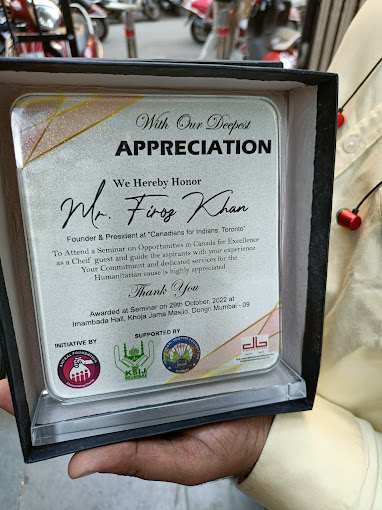 With Our Deepest
APPRECIATION
We Hereby Honor
Mr. Firoz Khan
Founder & President at "Canadians for Indians, Toronto"
To Attend a Seminar on Opportunities in Canada for Excellence
as a Cheif guest and guide the aspirants with your experience.
Your Commitment and dedicated services for the
Humanitarian cause is highly appreciated.
Thank You
Awarded at Seminar on 29th October, 2022 at
Imambada Hall, Khoja Jama Masjid, Dongri Mumbai - 09
INITIATIVE BY
SUPPORTED BY
KSIJ
db